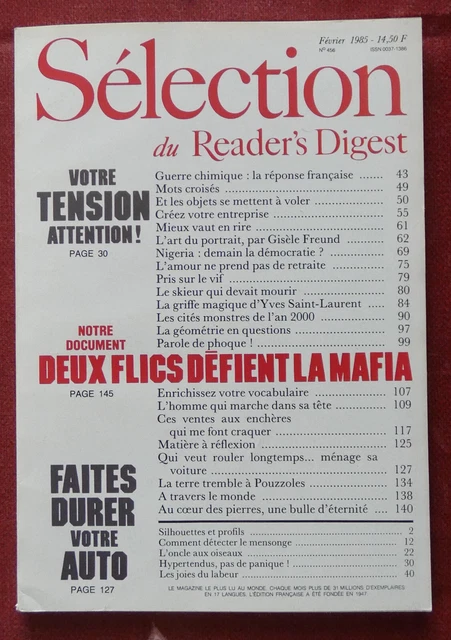 Février 1985 - 14,50 F
N° 456 ISSN 0037-1386
Sélection
du Reader's Digest
VOTRE
TENSION
ATTENTION !
PAGE 30
Guerre chimique : la réponse française ....... 43
Mots croisés ................................ 49
Et les objets se mettent à voler ............... 50
Créez votre entreprise ........................ 55
Mieux vaut en rire ........................... 61
L'art du portrait, par Gisèle Freund .......... 62
Nigeria : demain la démocratie ? ............. 69
L'amour ne prend pas de retraite ............ 75
Pris sur le vif ................................ 79
Le skieur qui devait mourir .................. 80
La griffe magique d'Yves Saint-Laurent ..... 84
Les cités monstres de l'an 2000 .............. 90
La géométrie en questions ................... 97
Parole de phoque ! .......................... 99
NOTRE
DOCUMENT
DEUX FLICS DÉFIENT LA MAFIA
PAGE 145
Enrichissez votre vocabulaire ............... 107
L'homme qui marche dans sa tête ............ 109
Ces ventes aux enchères
qui me font craquer ...................... 117
Matière à réflexion ......................... 125
Qui veut rouler longtemps... ménage sa
voiture .................................. 127
La terre tremble à Pouzzoles ............... 134
A travers le monde ......................... 138
Au cœur des pierres, une bulle d'éternité .... 140
FAITES
DURER
VOTRE
AUTO
PAGE 127
Silhouettes et profils ........................ 2
Comment détecter le mensonge .............. 12
L'oncle aux oiseaux ......................... 22
Hypertendus, pas de panique ! ............... 30
Les joies du labeur .......................... 40
LE MAGAZINE LE PLUS LU AU MONDE. CHAQUE MOIS PLUS DE 31 MILLIONS D'EXEMPLAIRES
EN 17 LANGUES. L'ÉDITION FRANÇAISE A ÉTÉ FONDÉE EN 1947